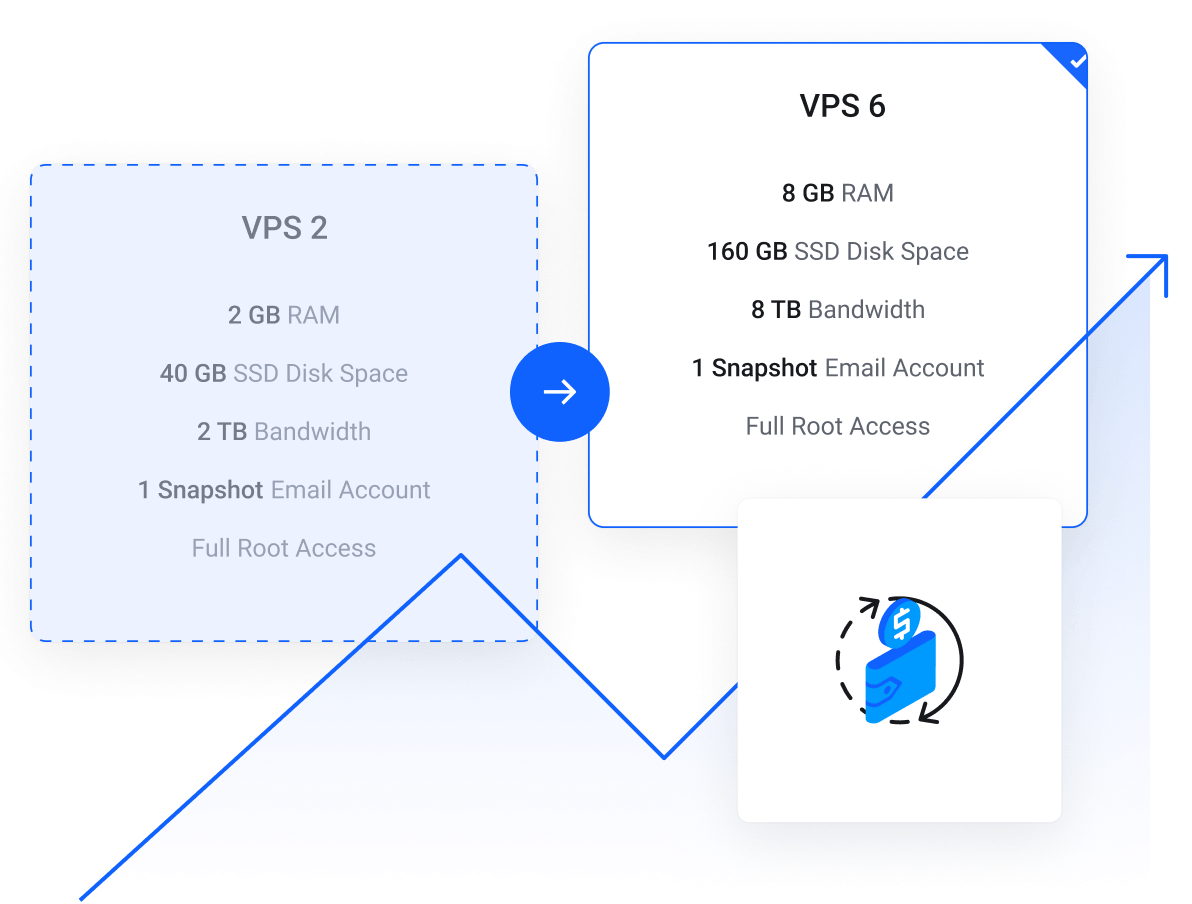 VPS 2
2 GB RAM
40 GB SSD Disk Space
2 TB Bandwidth
1 Snapshot Email Account
Full Root Access
VPS 6
8 GB RAM
160 GB SSD Disk Space
8 TB Bandwidth
1 Snapshot Email Account
Full Root Access
$